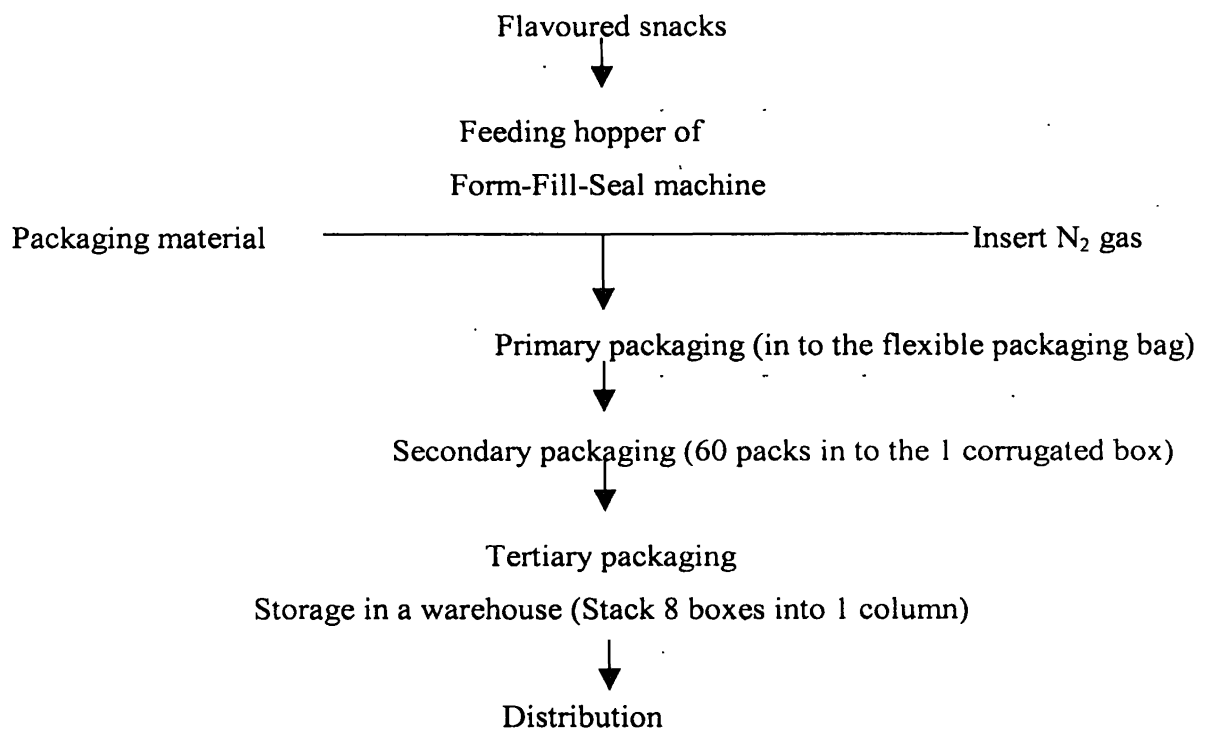 Flavoured snacks
Feeding hopper of
Form-Fill-Seal machine
Packaging material
Insert N₂ gas
Primary packaging (in to the flexible packaging bag)
Secondary packaging (60 packs in to the 1 corrugated box)
Tertiary packaging
Storage in a warehouse (Stack 8 boxes into 1 column)
Distribution